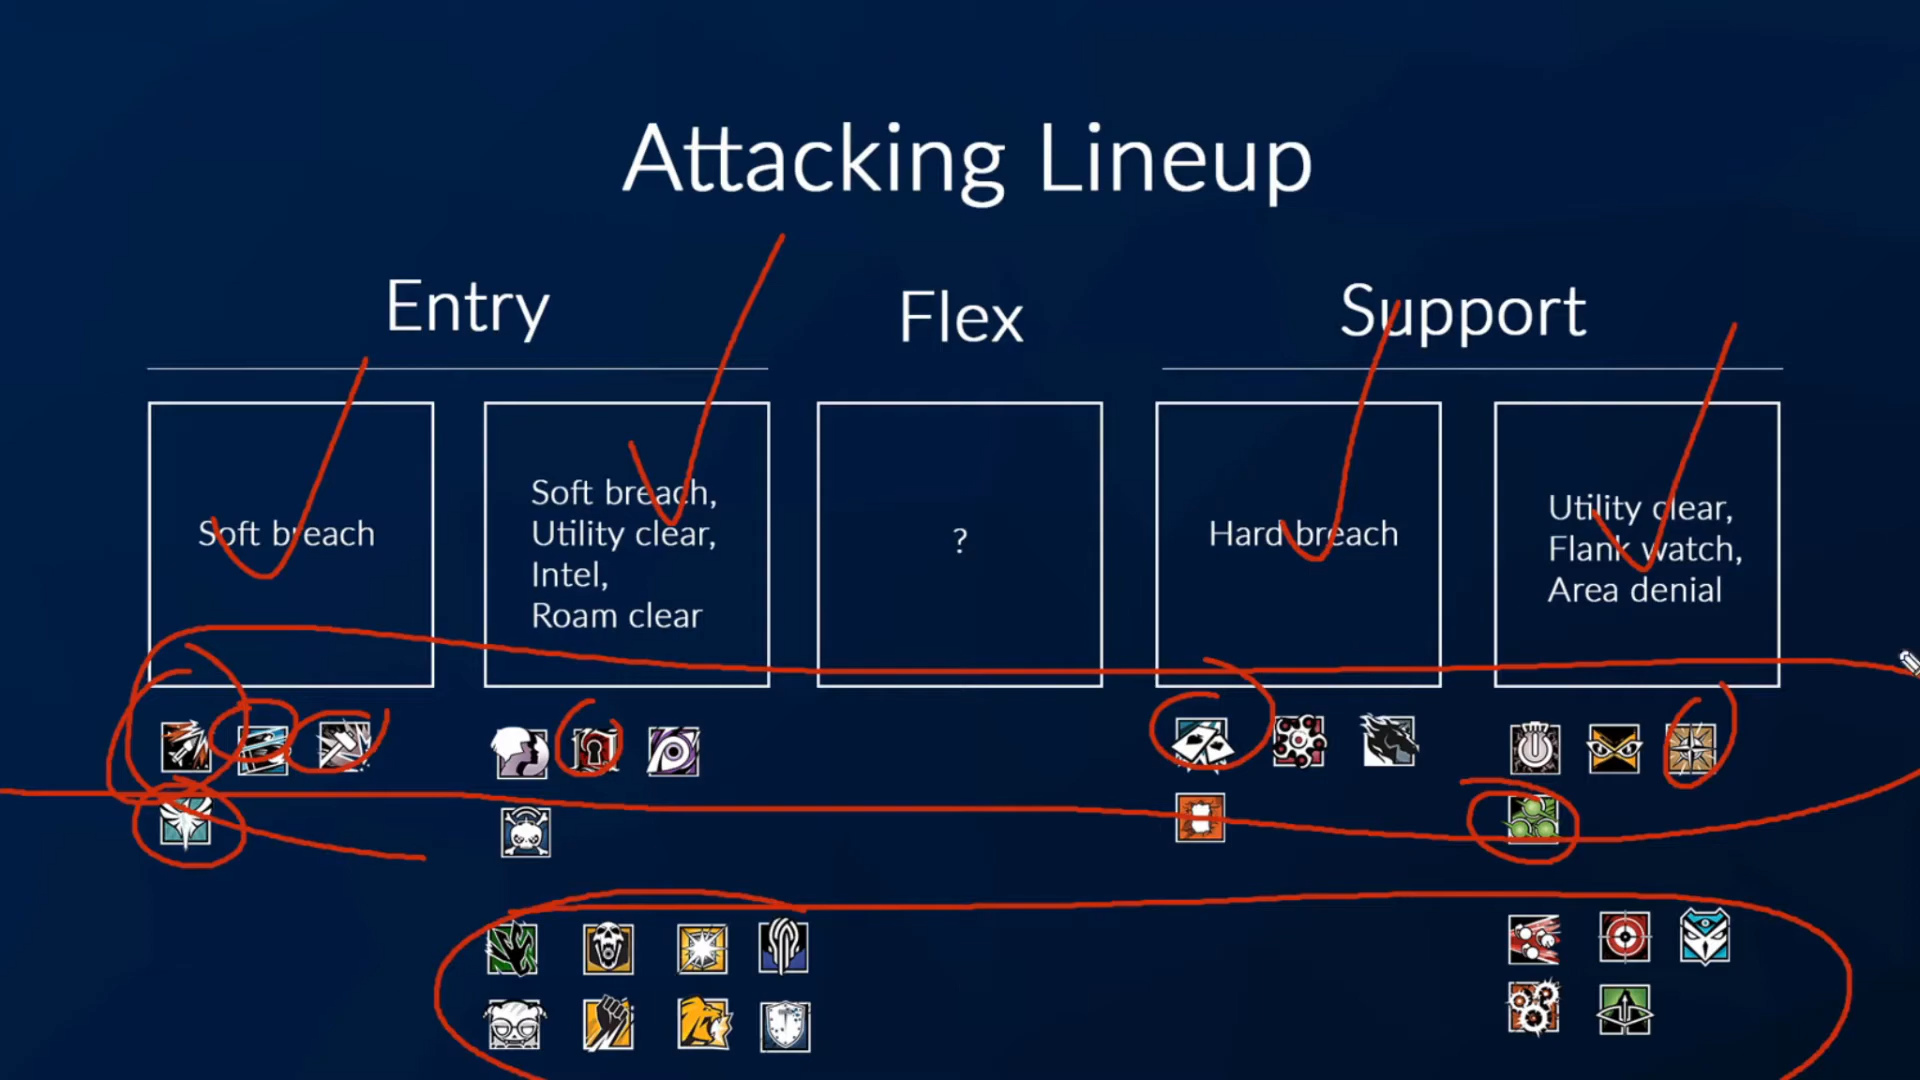 Attacking Lineup
Entry
Flex
Support
Soft breach
Soft breach,
Utility clear,
Intel,
Roam clear
?
Hard breach
Utility clear,
Flank watch,
Area denial